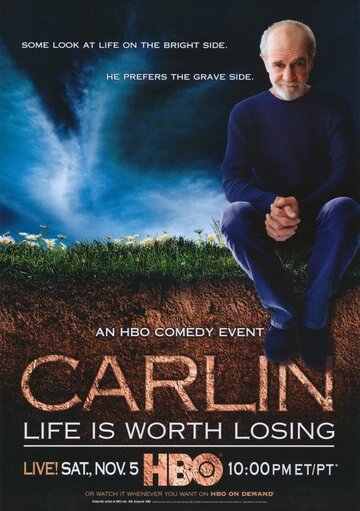 SOME LOOK AT LIFE ON THE BRIGHT SIDE.
HE PREFERS THE GRAVE SIDE.
AN HBO COMEDY EVENT
CARLIN
LIFE IS WORTH LOSING
LIVE! SAT., NOV. 5 HBO 10:00 PM ET/PT*
OR WATCH IT WHENEVER YOU WANT ON HBO ON DEMAND